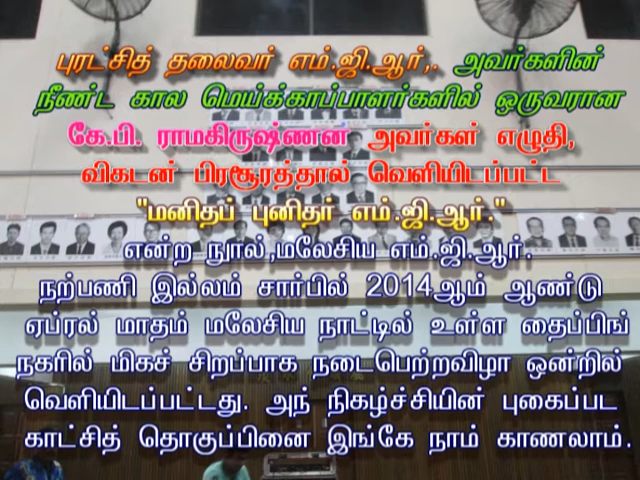 புரட்சித் தலைவர் எம்.ஜி.ஆர்,. அவர்களின்
நீண்ட கால மெய்க்காப்பாளர்களில் ஒருவரான
கே.பி. ராமகிருஷ்ணன் அவர்கள் எழுதி,
விகடன் பிரசூரத்தால் வெளியிடப்பட்ட
"மனிதப் புனிதர் எம்.ஜி.ஆர்."
என்ற நூல்,மலேசிய எம்.ஜி.ஆர்.
நற்பணி இல்லம் சார்பில் 2014ஆம் ஆண்டு
ஏப்ரல் மாதம் மலேசிய நாட்டில் உள்ள தைப்பிங்
நகரில் மிகச் சிறப்பாக நடைபெற்றவிழா ஒன்றில்
வெளியிடப்பட்டது. அந் நிகழ்ச்சியின் புகைப்பட
காட்சித் தொகுப்பினை இங்கே நாம் காணலாம்.